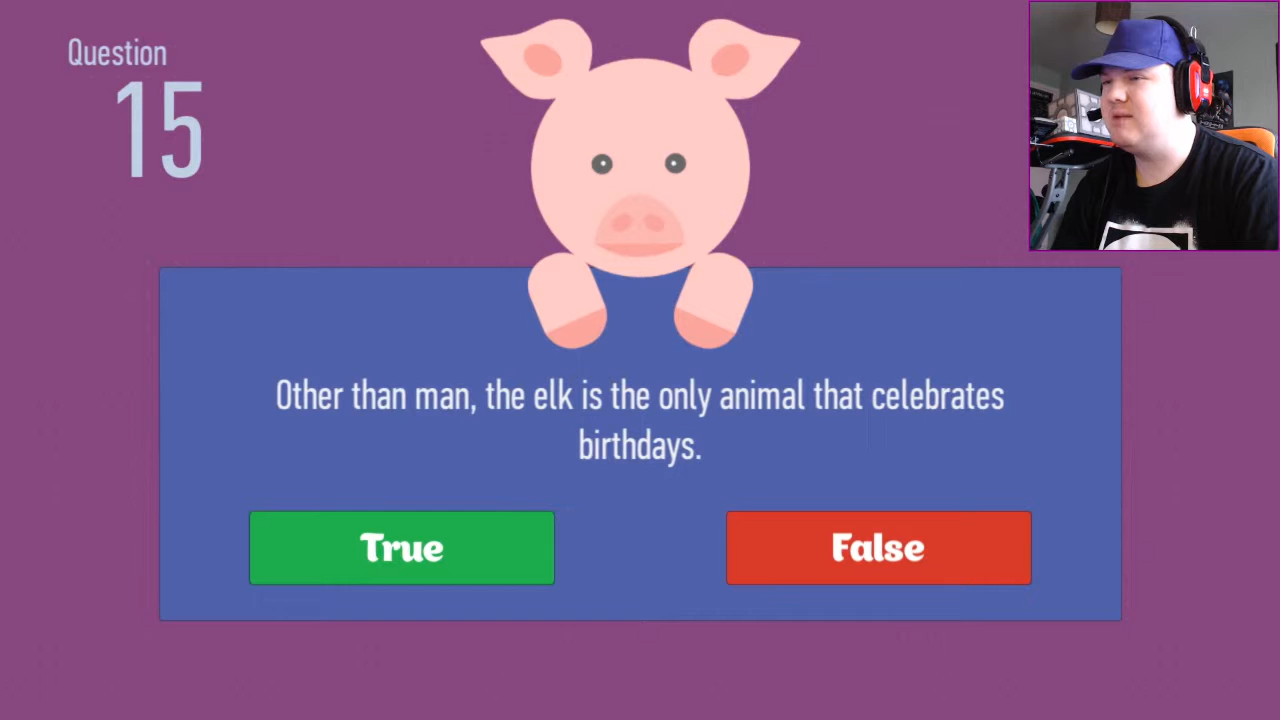 Question
15
Other than man, the elk is the only animal that celebrates
birthdays.
True
False